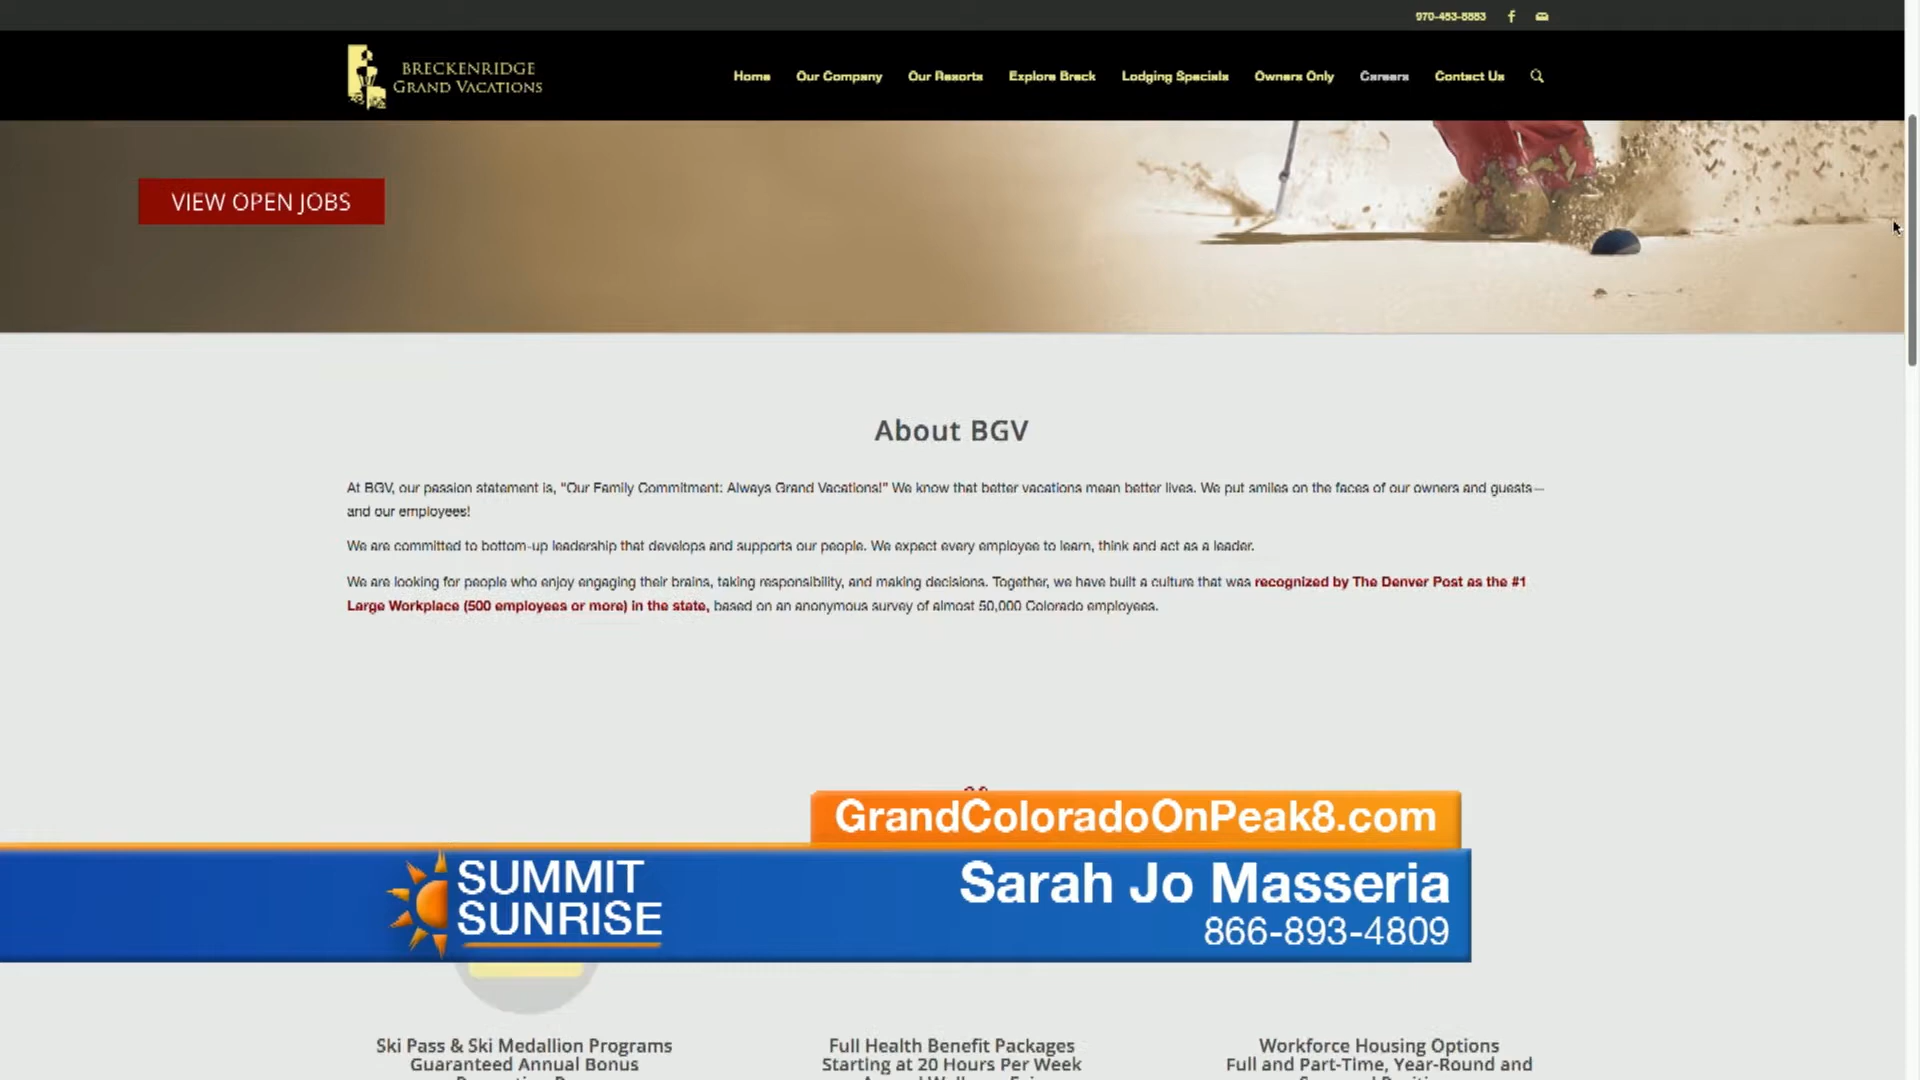 970-453-8883
BRECKENRIDGE
GRAND VACATIONS
Home Our Company Our Resorts Explore Breck Lodging Specials Owners Only Careers Contact Us
VIEW OPEN JOBS
About BGV
At BGV, our passion statement is, "Our Family Commitment: Always Grand Vacations!" We know that better vacations mean better lives. We put smiles on the faces of our owners and guests—
and our employees!
We are committed to bottom-up leadership that develops and supports our people. We expect every employee to learn, think and act as a leader.
We are looking for people who enjoy engaging their brains, taking responsibility, and making decisions. Together, we have built a culture that was recognized by The Denver Post as the #1
Large Workplace (500 employees or more) in the state, based on an anonymous survey of almost 50,000 Colorado employees.
GrandColoradoOnPeak8.com
SUMMIT
SUNRISE
Sarah Jo Masseria
866-893-4809
Ski Pass & Ski Medallion Programs
Guaranteed Annual Bonus
Full Health Benefit Packages
Starting at 20 Hours Per Week
Workforce Housing Options
Full and Part-Time, Year-Round and